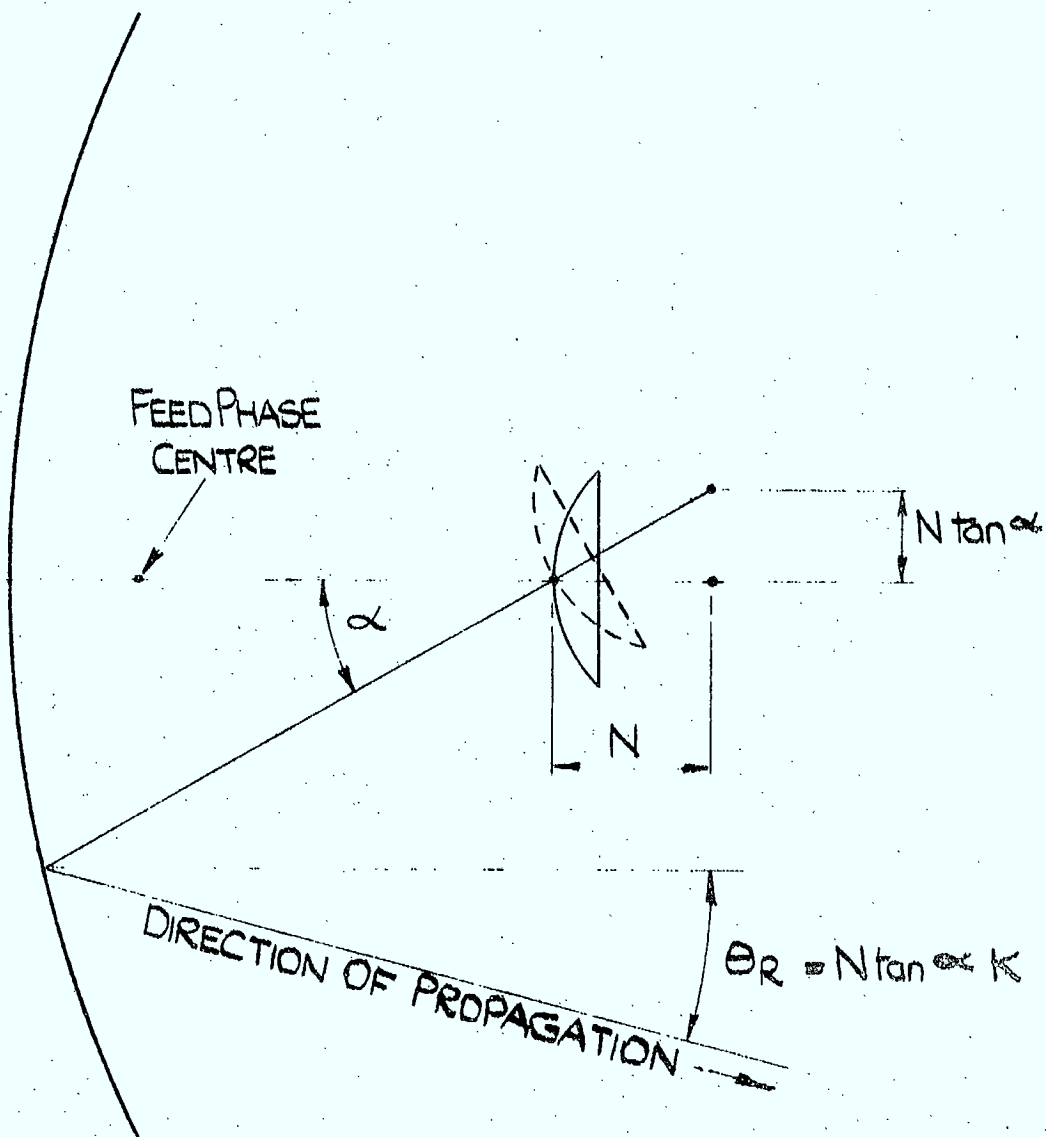 FEED PHASE
CENTRE
N tan α
α
N
DIRECTION OF PROPAGATION
ΘR = N tan α K